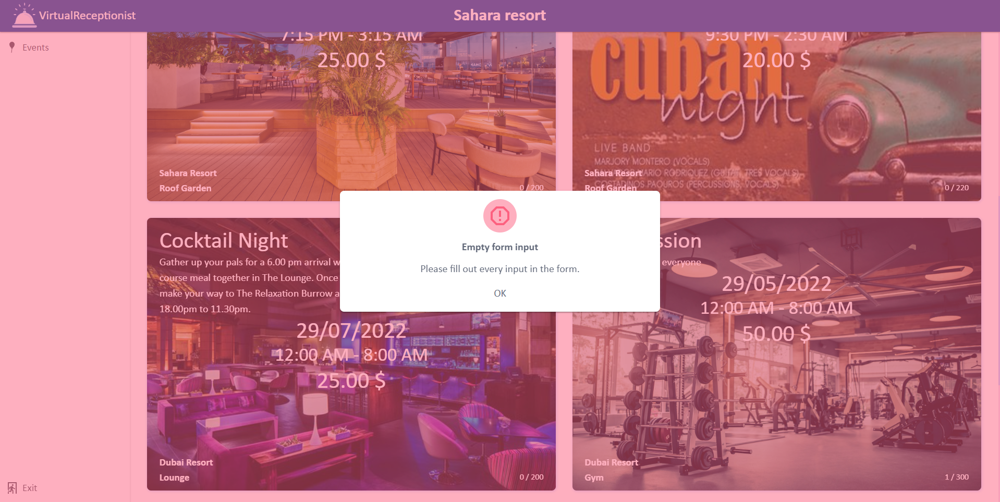 VirtualReceptionist
Sahara resort
Events
7:15 PM - 3:15 AM
25.00 $
Sahara Resort
Roof Garden
0 / 200
9:30 PM - 2:30 AM
20.00 $
cuban
night
LIVE BAND
MARJORY MONTERO (VOCALS)
MARIO RODRIQUEZ (GUITAR, TRES VOCALS)
COSTADINOS PAOUROS (PERCUSSIONS, VOCALS)
Sahara Resort
Roof Garden
0 / 220
Empty form input
Please fill out every input in the form.
OK
Cocktail Night
Gather up your pals for a 6.00 pm arrival w
course meal together in The Lounge. Once
make your way to The Relaxation Burrow a
18.00pm to 11.30pm.
29/07/2022
12:00 AM - 8:00 AM
25.00 $
Dubai Resort
Lounge
0 / 200
ssion
everyone
29/05/2022
12:00 AM - 8:00 AM
50.00 $
Dubai Resort
Gym
1 / 300
Exit